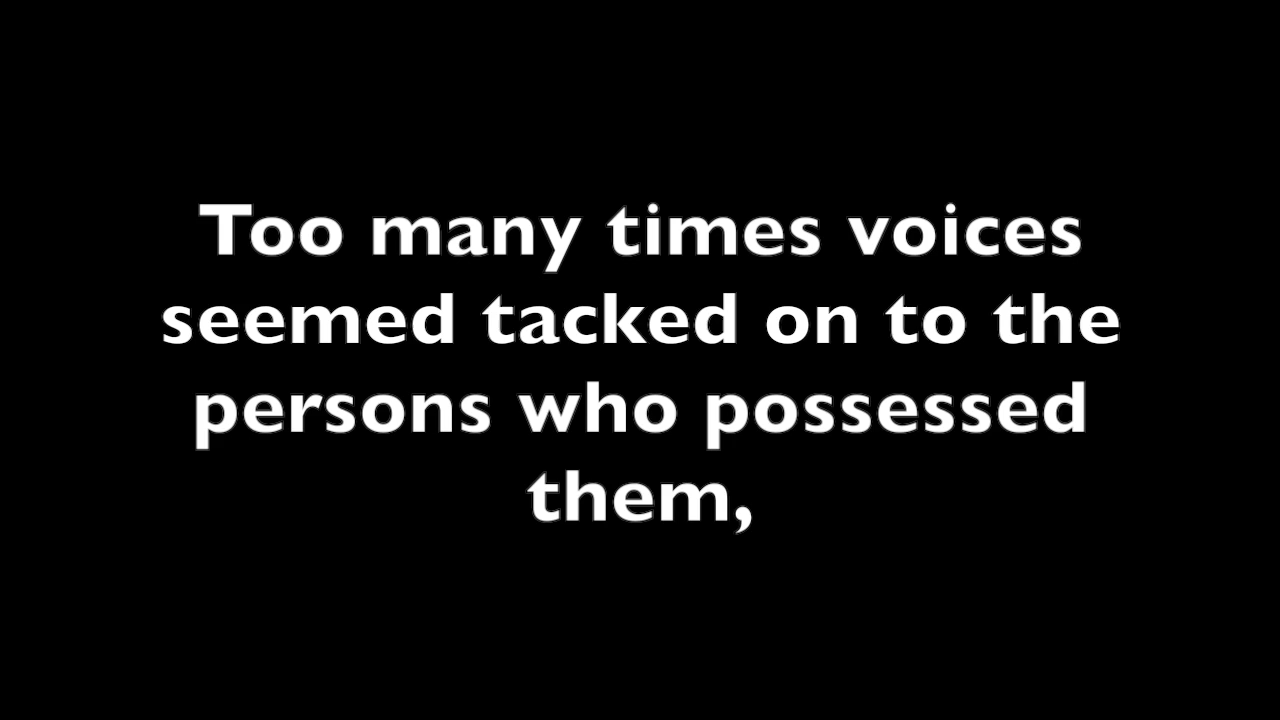 Too many times voices
seemed tacked on to the
persons who possessed
them,